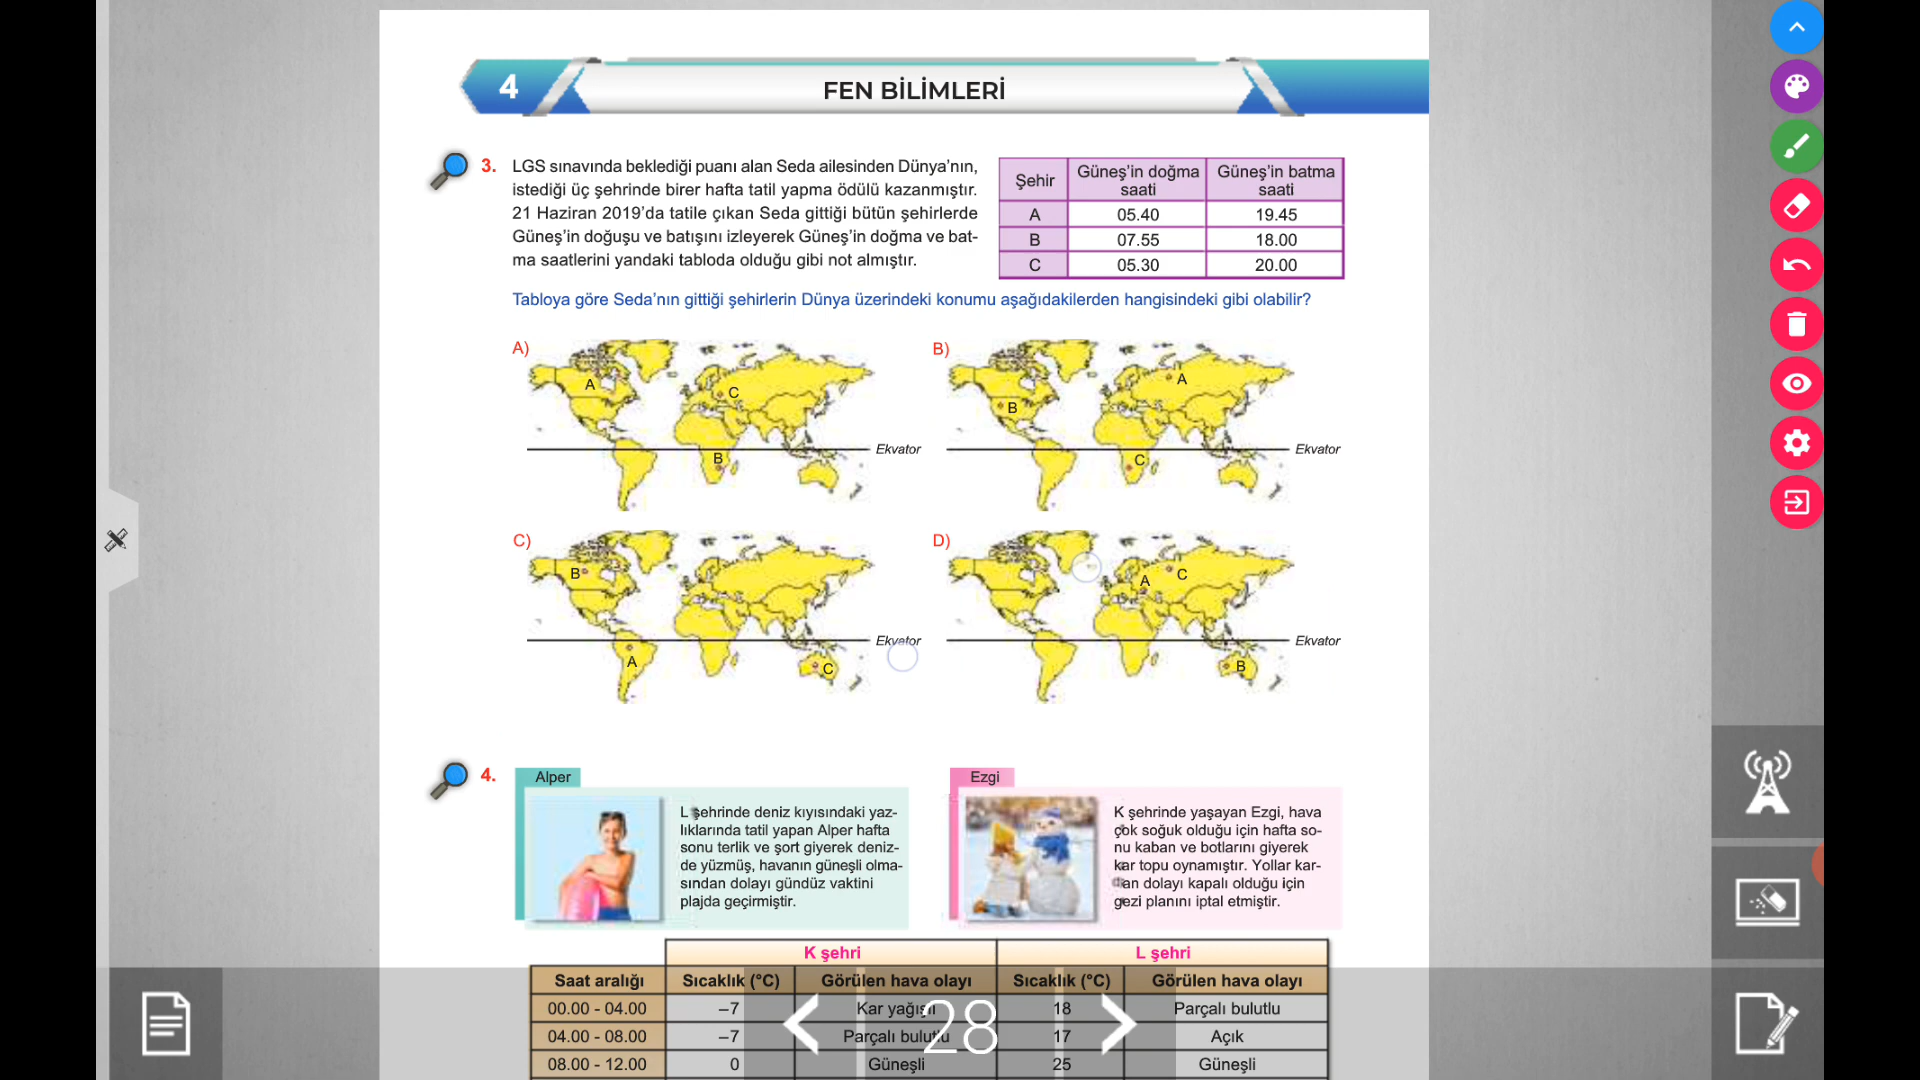 4
FEN BİLİMLERİ
3.
LGS sınavında beklediği puanı alan Seda ailesinden Dünya’nın,
istediği üç şehrinde birer hafta tatil yapma ödülü kazanmıştır.
21 Haziran 2019’da tatile çıkan Seda gittiği bütün şehirlerde
Güneş’in doğuşu ve batışını izleyerek Güneş’in doğma ve bat-
ma saatlerini yandaki tabloda olduğu gibi not almıştır.
Şehir Güneş’in doğma saati Güneş’in batma saati
A 05.40 19.45
B 07.55 18.00
C 05.30 20.00
Tabloya göre Seda’nın gittiği şehirlerin Dünya üzerindeki konumu aşağıdakilerden hangisindeki gibi olabilir?
A)
A
C
B
Ekvator
B)
A
B
C
Ekvator
C)
B
A
C
Ekvator
D)
A
C
B
Ekvator
4.
Alper
L şehrinde deniz kıyısındaki yaz-
lıklarında tatil yapan Alper hafta
sonu terlik ve şort giyerek deniz-
de yüzmüş, havanın güneşli olma-
sından dolayı gündüz vaktini
plajda geçirmiştir.
Ezgi
K şehrinde yaşayan Ezgi, hava
çok soğuk olduğu için hafta so-
nu kaban ve botlarını giyerek
kar topu oynamıştır. Yollar kar-
dan dolayı kapalı olduğu için
gezi planını iptal etmiştir.
K şehri L şehri
Saat aralığı Sıcaklık (°C) Görülen hava olayı Sıcaklık (°C) Görülen hava olayı
00.00 - 04.00 –7 Kar yağışlı 18 Parçalı bulutlu
04.00 - 08.00 –7 Parçalı bulutlu 17 Açık
08.00 - 12.00 0 Güneşli 25 Güneşli
28